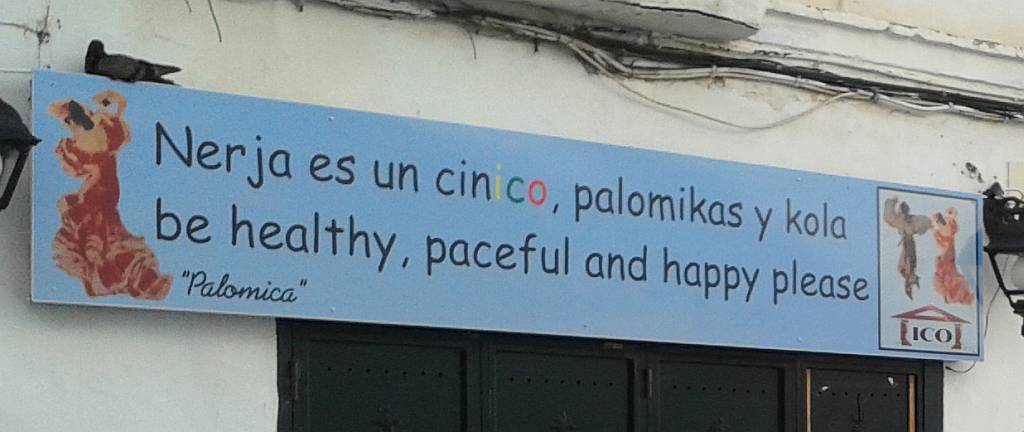 Nerja es un cinico, palomikas y kola
be healthy, paceful and happy please
"Palomica"
ICO